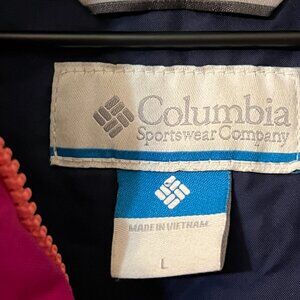 Columbia
Sportswear Company
MADE IN VIETNAM
L